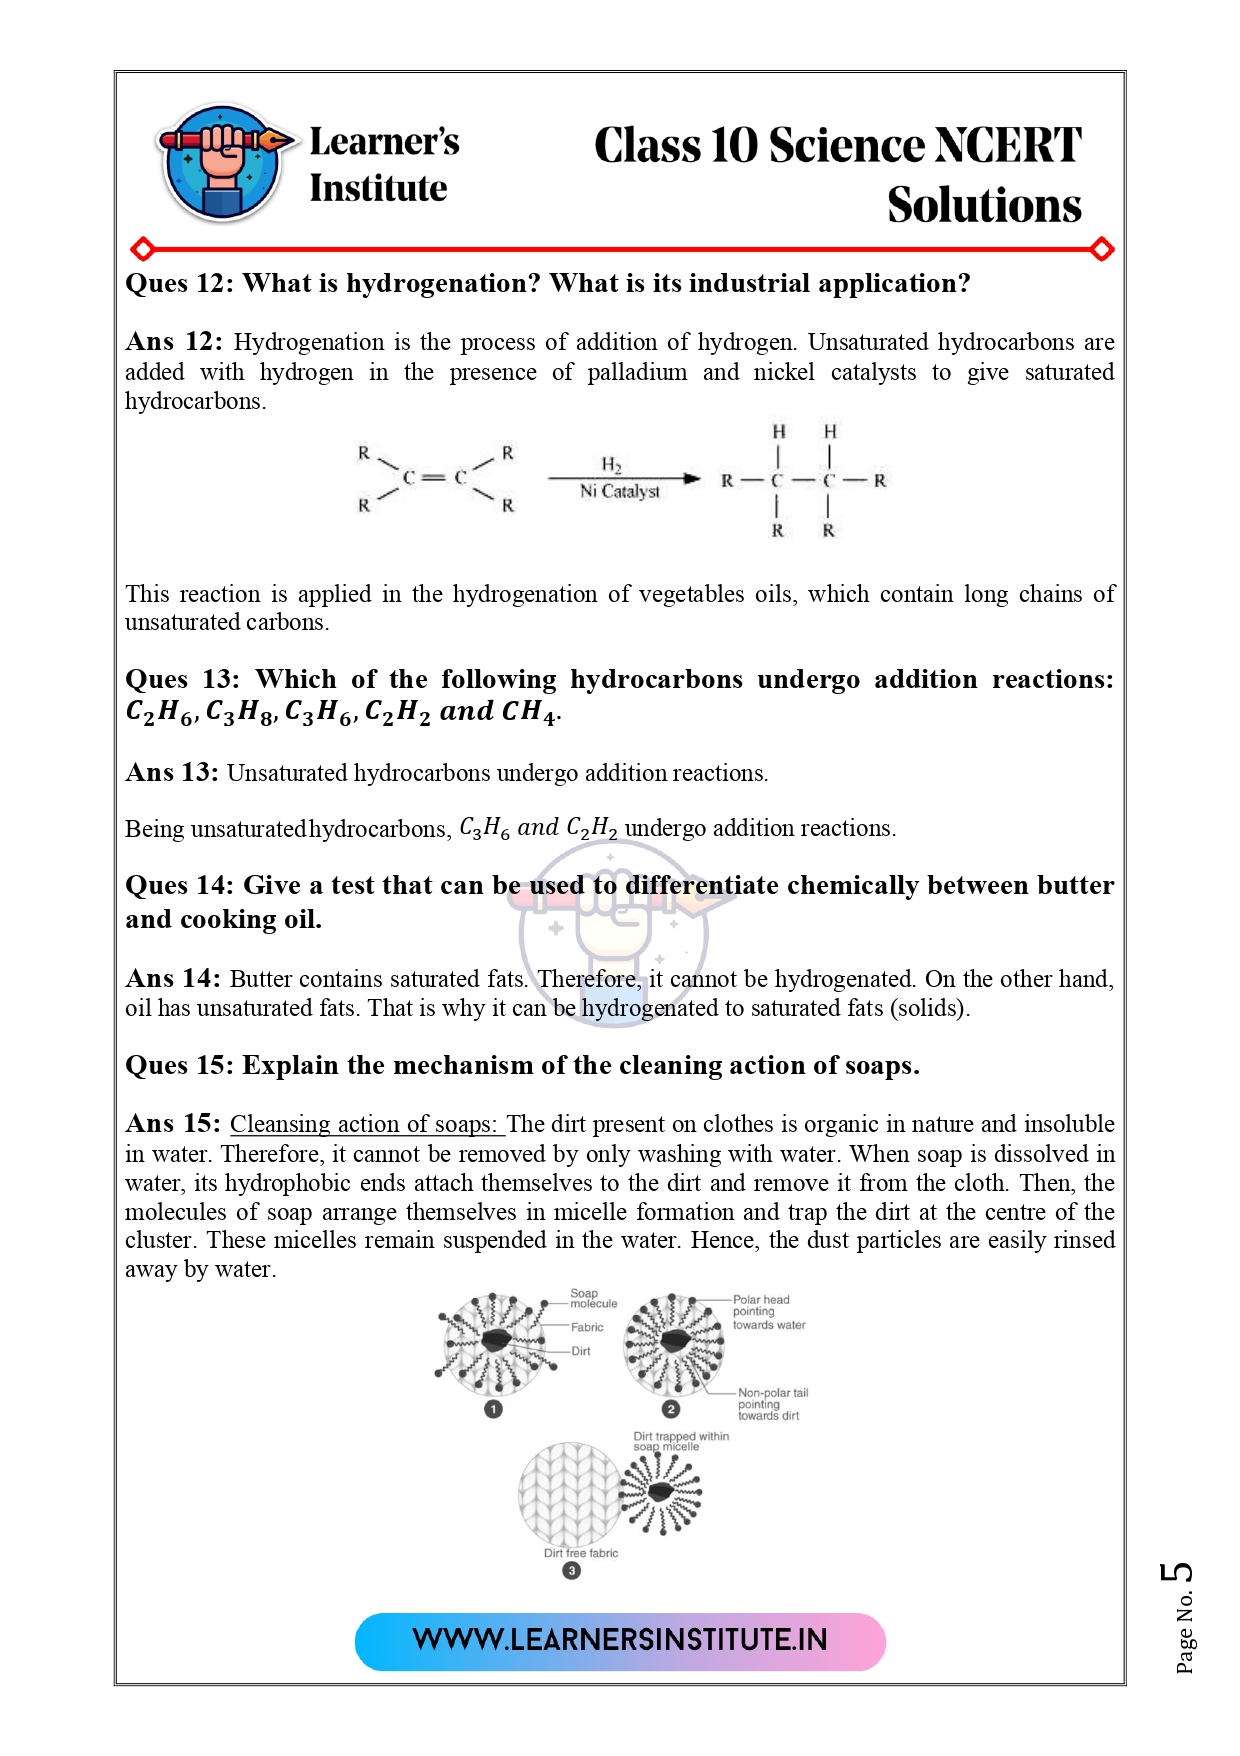 Learner's
Institute
Class 10 Science NCERT
Solutions
Ques 12: What is hydrogenation? What is its industrial application?
Ans 12: Hydrogenation is the process of addition of hydrogen. Unsaturated hydrocarbons are
added with hydrogen in the presence of palladium and nickel catalysts to give saturated
hydrocarbons.
H H
R R
C = C
R R
H₂
Ni Catalyst
R — C — C — R
R R
This reaction is applied in the hydrogenation of vegetables oils, which contain long chains of
unsaturated carbons.
Ques 13: Which of the following hydrocarbons undergo addition reactions:
C₂H₆, C₃H₈, C₃H₆, C₂H₂ and CH₄.
Ans 13: Unsaturated hydrocarbons undergo addition reactions.
Being unsaturated hydrocarbons, C₃H₆ and C₂H₂ undergo addition reactions.
Ques 14: Give a test that can be used to differentiate chemically between butter
and cooking oil.
Ans 14: Butter contains saturated fats. Therefore, it cannot be hydrogenated. On the other hand,
oil has unsaturated fats. That is why it can be hydrogenated to saturated fats (solids).
Ques 15: Explain the mechanism of the cleaning action of soaps.
Ans 15: Cleansing action of soaps: The dirt present on clothes is organic in nature and insoluble
in water. Therefore, it cannot be removed by only washing with water. When soap is dissolved in
water, its hydrophobic ends attach themselves to the dirt and remove it from the cloth. Then, the
molecules of soap arrange themselves in micelle formation and trap the dirt at the centre of the
cluster. These micelles remain suspended in the water. Hence, the dust particles are easily rinsed
away by water.
Soap
molecule
Fabric
Dirt
1
Polar head
pointing
towards water
Non-polar tail
pointing
towards dirt
2
Dirt trapped within
soap micelle
Dirt free fabric
3
WWW.LEARNERSINSTITUTE.IN
Page No. 5